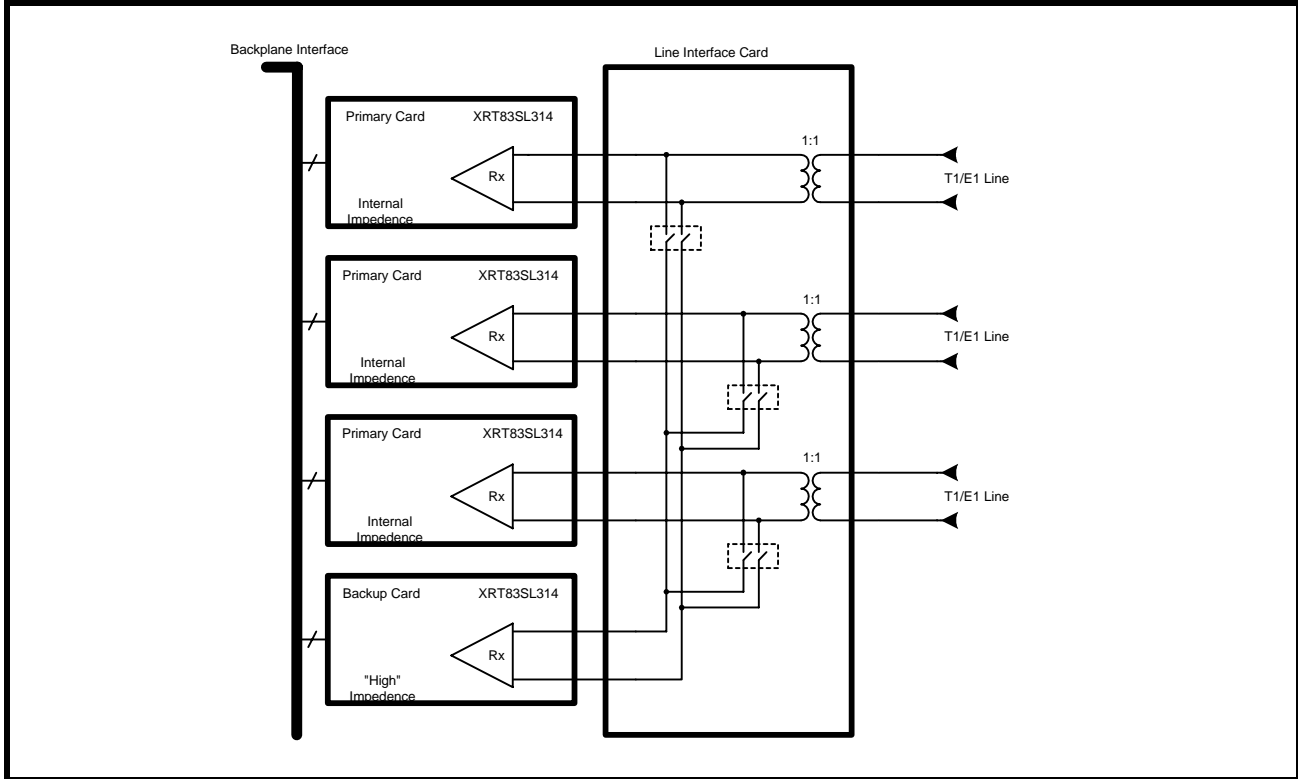 Backplane Interface
Line Interface Card
Primary Card XRT83SL314
1:1
Rx
T1/E1 Line
Internal
Impedence
Primary Card XRT83SL314
1:1
Rx
T1/E1 Line
Internal
Impedence
Primary Card XRT83SL314
1:1
Rx
T1/E1 Line
Internal
Impedence
Backup Card XRT83SL314
Rx
"High"
Impedence